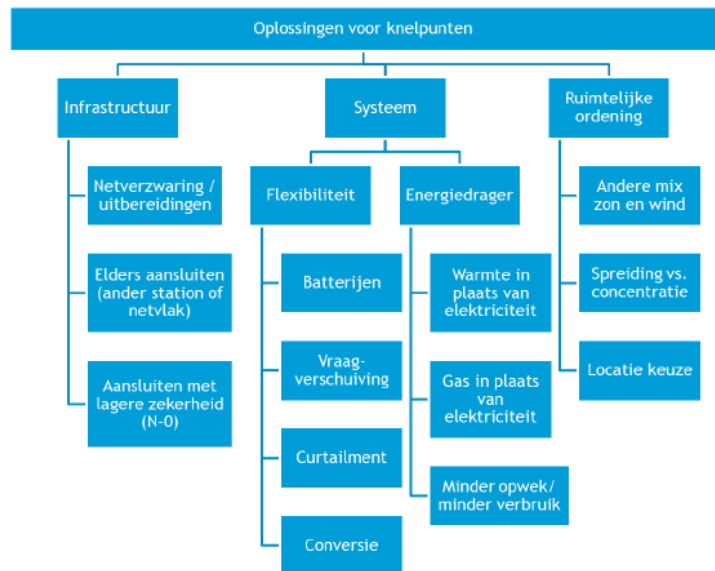 Oplossingen voor knelpunten
Infrastructuur
Netverzwaring /
uitbereidingen
Elders aansluiten
(ander station of
netvlak)
Aansluiten met
lagere zekerheid
(N-0)
Systeem
Flexibiliteit
Batterijen
Vraag-
verschuiving
Curtailment
Conversie
Energiedrager
Warmte in
plaats van
elektriciteit
Gas in plaats
van
elektriciteit
Minder opwek/
minder verbruik
Ruimtelijke
ordening
Andere mix
zon en wind
Spreiding vs.
concentratie
Locatie keuze